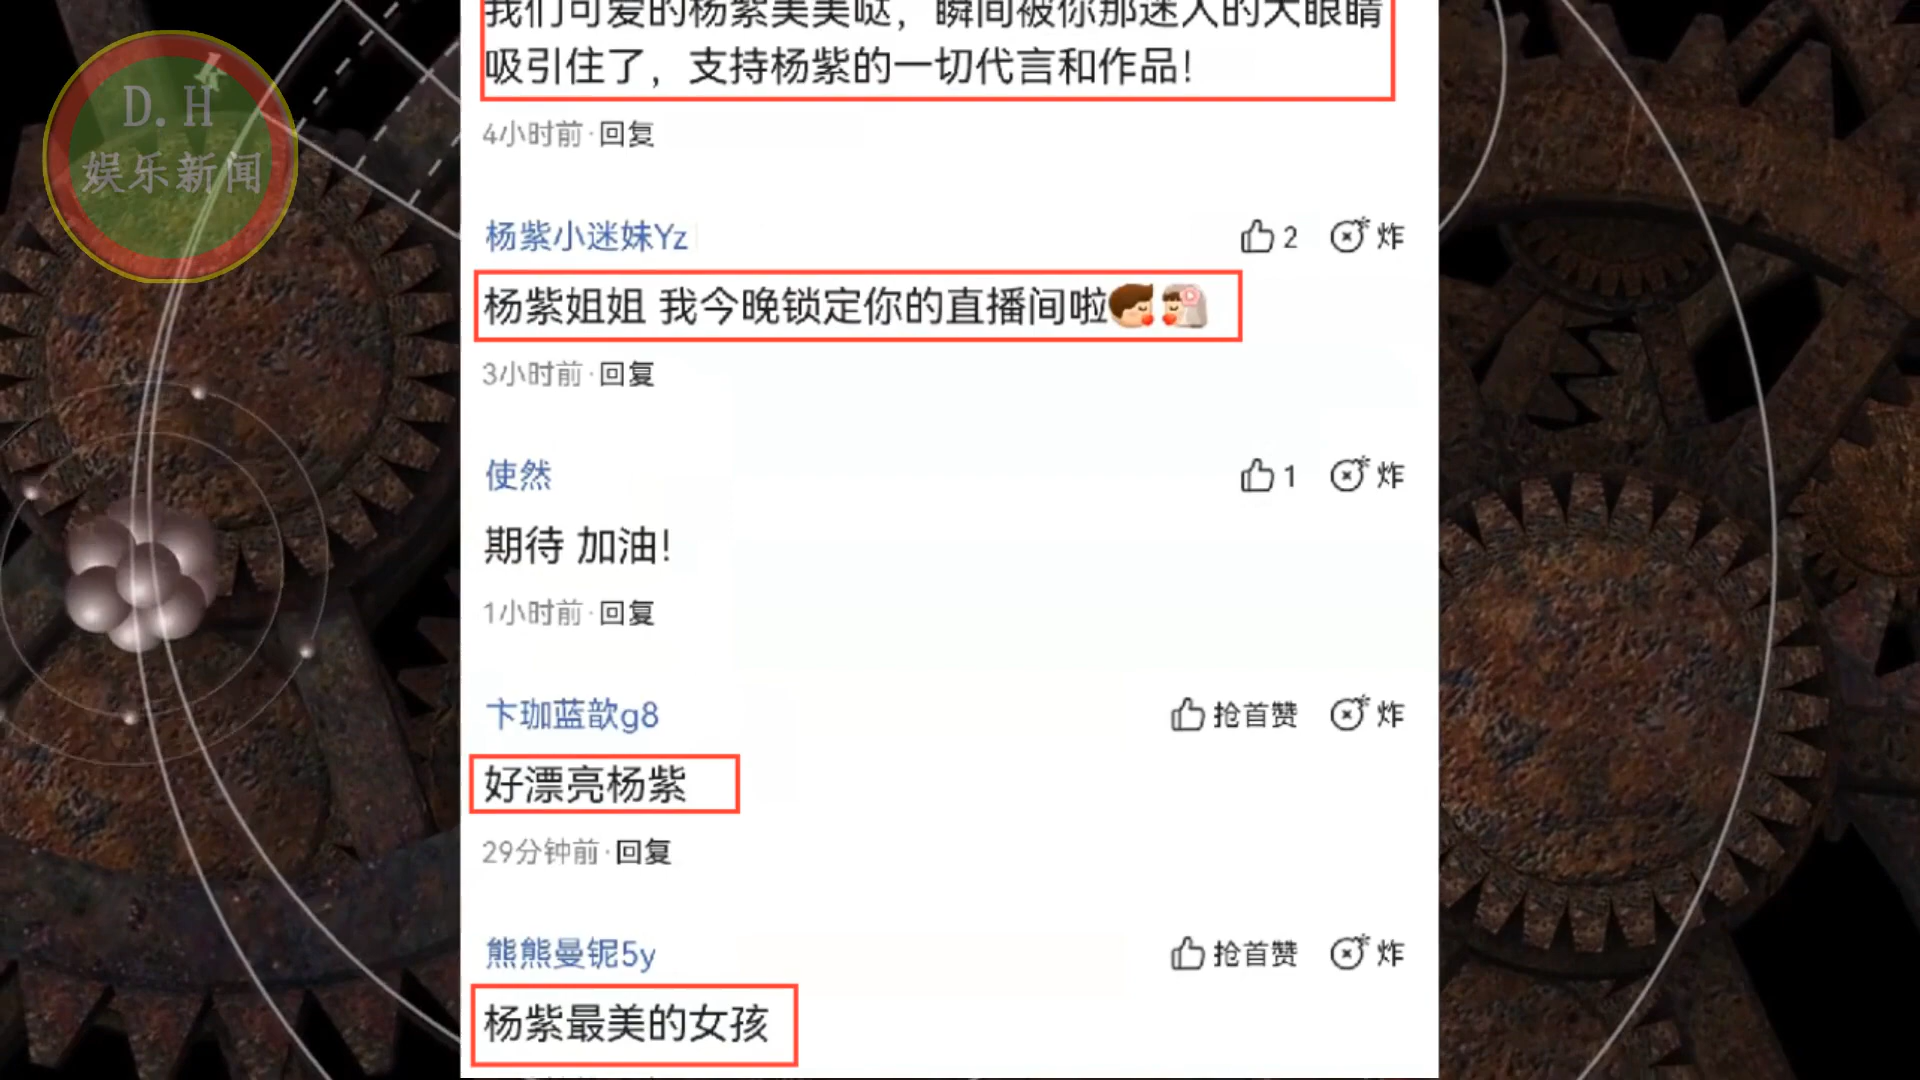 D.H
娱乐新闻
我们可爱的杨紫美美哒，瞬间被你那迷人的大眼睛
吸引住了，支持杨紫的一切代言和作品！
4小时前·回复
杨紫小迷妹Yz
2 炸
杨紫姐姐 我今晚锁定你的直播间啦
3小时前·回复
使然
1 炸
期待 加油！
1小时前·回复
卞珈蓝歆g8
抢首赞 炸
好漂亮杨紫
29分钟前·回复
熊熊曼铌5y
抢首赞 炸
杨紫最美的女孩